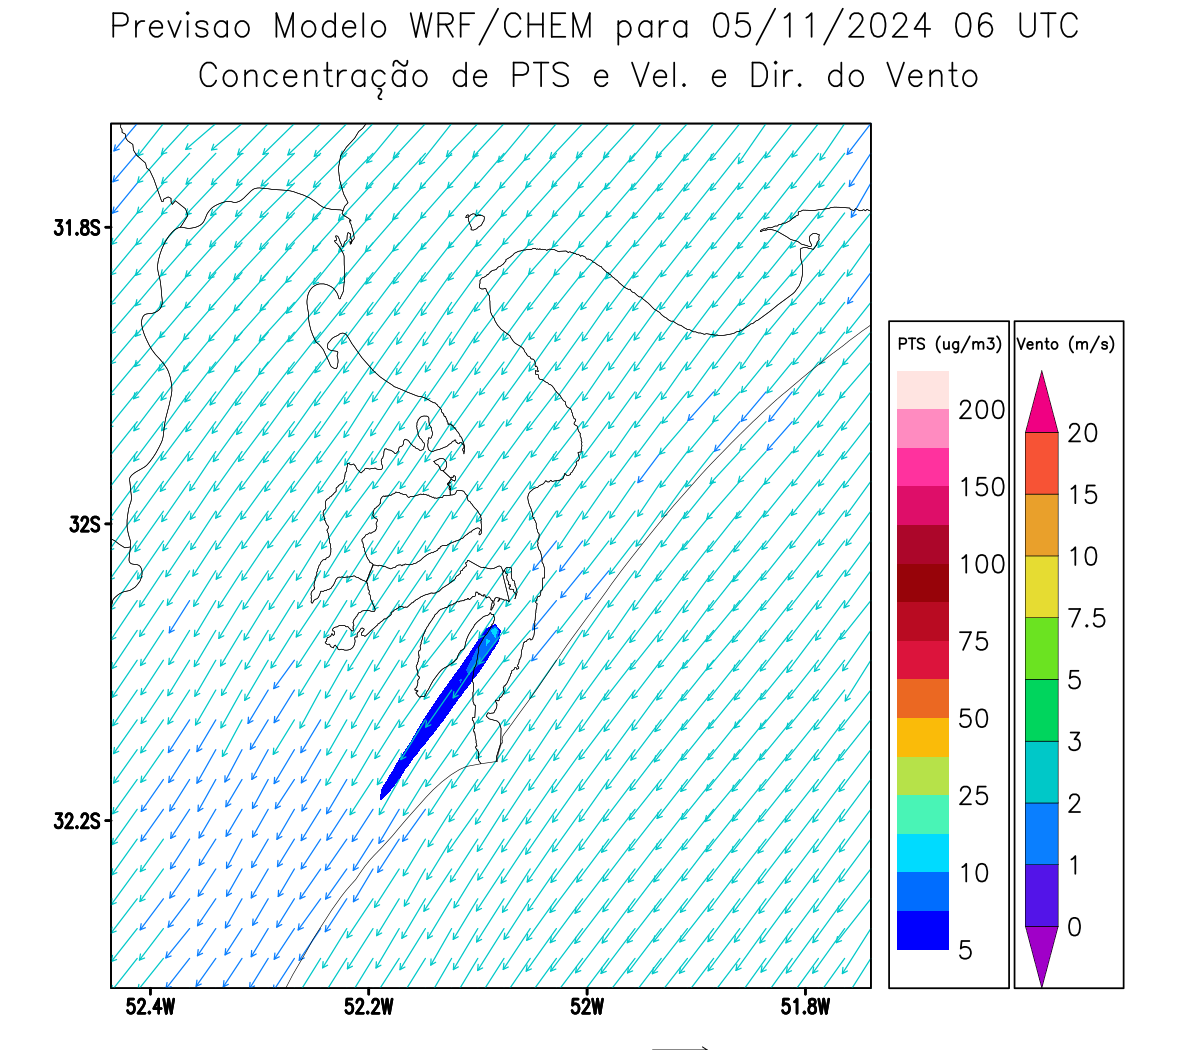 Previsao Modelo WRF/CHEM para 05/11/2024 06 UTC
Concentração de PTS e Vel. e Dir. do Vento
31.8S
32S
32.2S
52.4W
52.2W
52W
51.8W
PTS (ug/m3)
200
150
100
75
50
25
10
5
Vento (m/s)
20
15
10
7.5
5
3
2
1
0